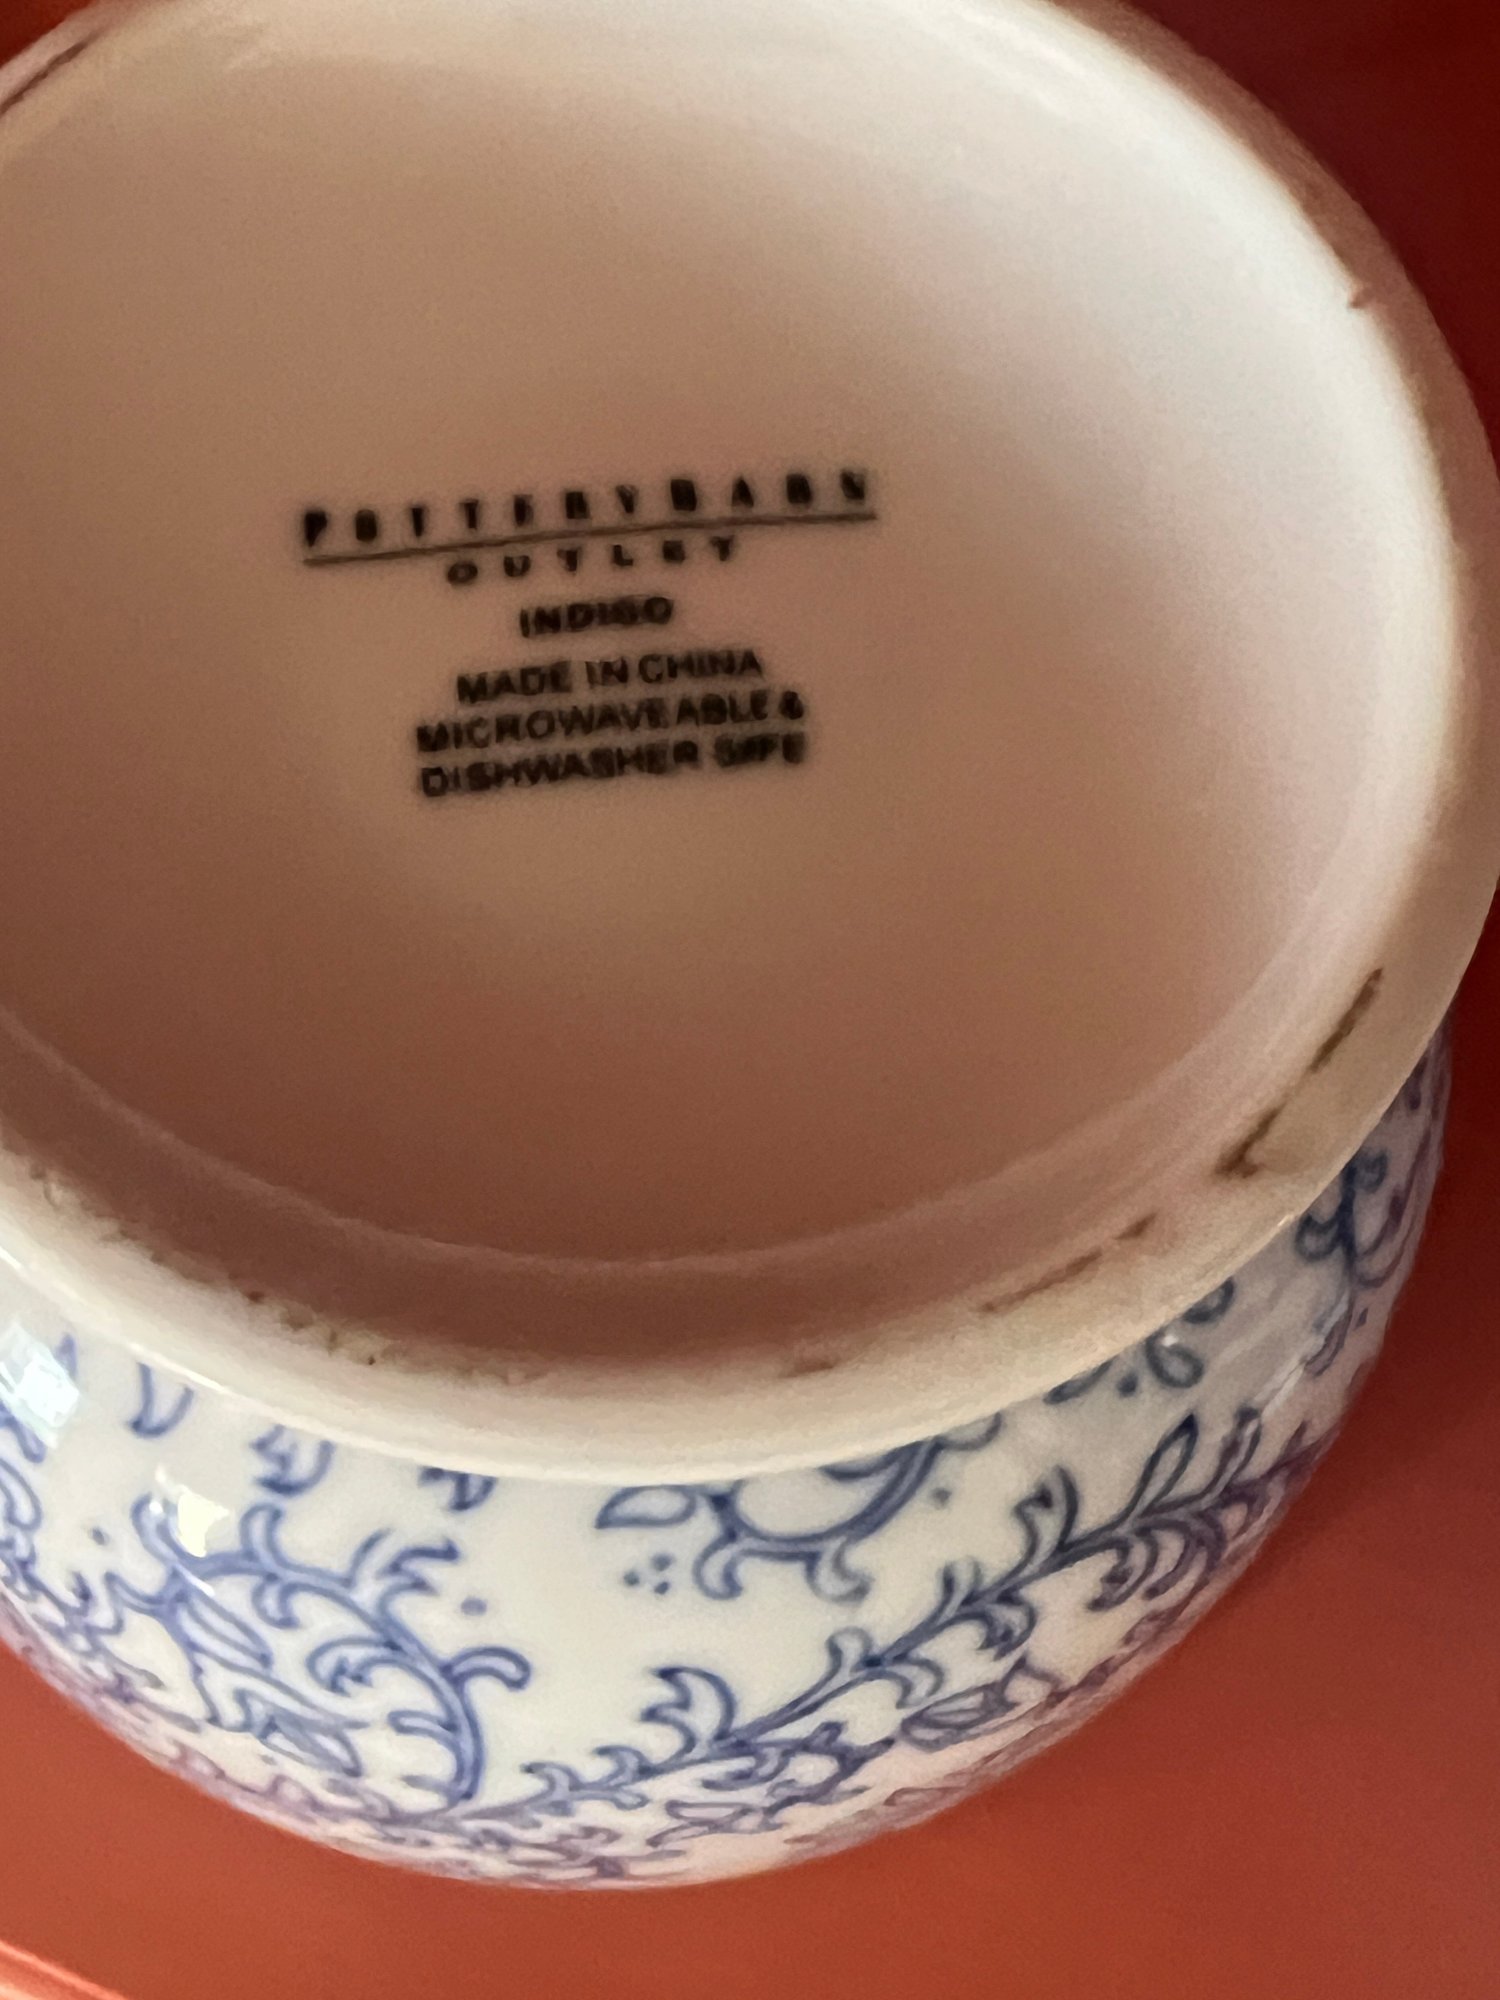 POTTERYBARN
OUTLET
INDIGO
MADE IN CHINA
MICROWAVEABLE &
DISHWASHER SAFE